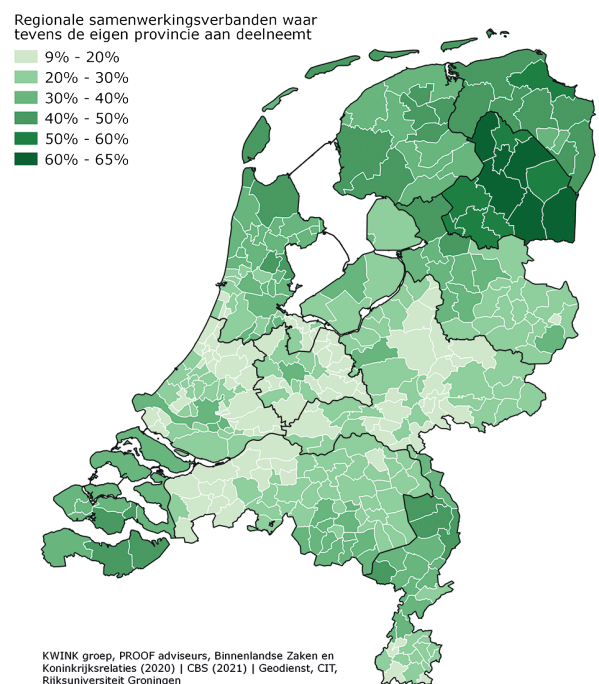 Regionale samenwerkingsverbanden waar
tevens de eigen provincie aan deelneemt
9% - 20%
20% - 30%
30% - 40%
40% - 50%
50% - 60%
60% - 65%
KWINK groep, PROOF adviseurs, Binnenlandse Zaken en
Koninkrijksrelaties (2020) | CBS (2021) | Geodienst, CIT,
Rijksuniversiteit Groningen